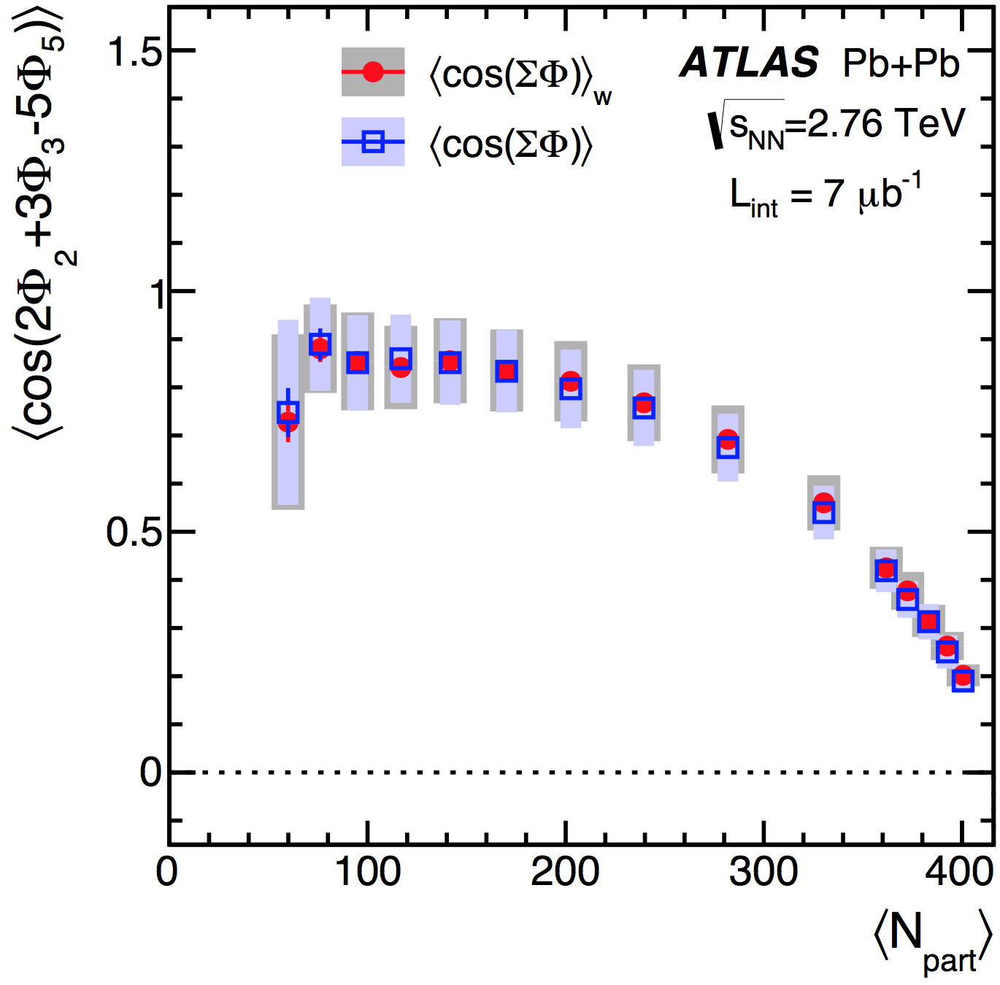 ⟨cos(2Φ2+3Φ3-5Φ5)⟩
1.5
1
0.5
0
⟨cos(ΣΦ)⟩w
⟨cos(ΣΦ)⟩
ATLAS Pb+Pb
√sNN=2.76 TeV
Lint = 7 μb-1
0 100 200 300 400
⟨Npart⟩